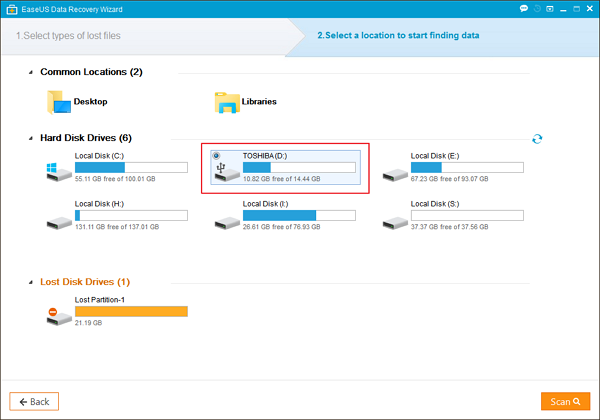 EaseUS Data Recovery Wizard
1.Select types of lost files
2.Select a location to start finding data
Common Locations (2)
Desktop
Libraries
Hard Disk Drives (6)
Local Disk (C:)
55.11 GB free of 100.01 GB
TOSHIBA (D:)
10.82 GB free of 14.44 GB
Local Disk (E:)
67.23 GB free of 93.07 GB
Local Disk (H:)
131.11 GB free of 137.01 GB
Local Disk (I:)
26.61 GB free of 76.93 GB
Local Disk (S:)
37.37 GB free of 37.56 GB
Lost Disk Drives (1)
Lost Partition-1
21.19 GB
Back
Scan